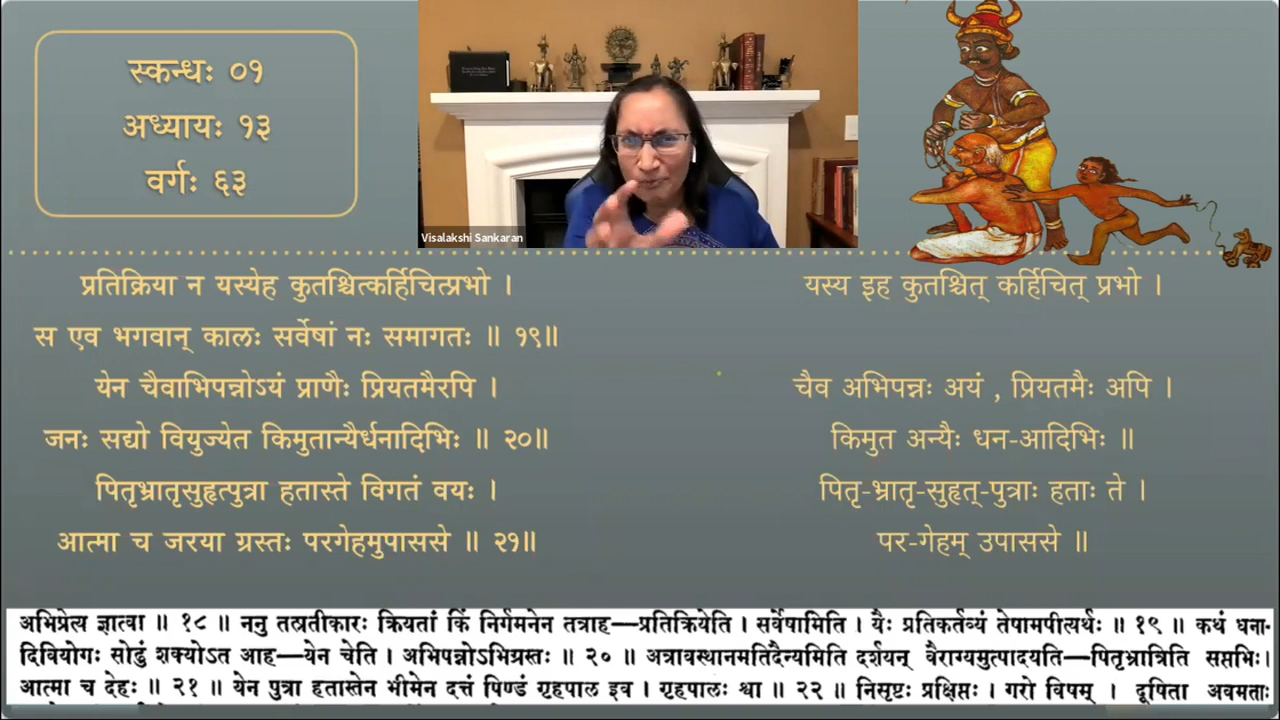 स्कन्धः ०१
अध्यायः १३
वर्गः ६३
Visalakshi Sankaran
प्रतिक्रिया न यस्येह कुतश्चित्कर्हिचित्प्रभो ।
स एव भगवान् कालः सर्वेषां नः समागतः ॥ १९॥
येन चैवाभिपन्नोऽयं प्राणैः प्रियतमैरपि ।
जनः सद्यो वियुज्येत किमुतान्यैर्धनादिभिः ॥ २०॥
पितृभ्रातृसुहृत्पुत्रा हतास्ते विगतं वयः ।
आत्मा च जरया ग्रस्तः परगेहमुपाससे ॥ २१॥
यस्य इह कुतश्चित् कर्हिचित् प्रभो ।
चैव अभिपन्नः अयं , प्रियतमैः अपि ।
किमुत अन्यैः धन-आदिभिः ॥
पितृ-भ्रातृ-सुहृत्-पुत्राः हताः ते ।
पर-गेहम् उपाससे ॥
अभिप्रेत्य ज्ञात्वा ॥ १८ ॥ ननु तत्प्रतीकारः क्रियतां किं निर्गमनेन तत्राह—प्रतिक्रियेति । सर्वेषामिति । यैः प्रतिकर्तव्यं तेषामपीत्यर्थः ॥ १९ ॥ कथं धना-
दिवियोगः सोढुं शक्योऽत आह—येन चेति । अभिपन्नोऽभिग्रस्तः ॥ २० ॥ अत्रावस्थानमतिदैन्यमिति दर्शयन् वैराग्यमुत्पादयति—पितृभ्रात्रिति सप्तभिः।
आत्मा च देहः ॥ २१ ॥ येन पुत्रा हतास्तेन भीमेन दत्तं पिण्डं गृहपाल इव । गृहपालः श्वा ॥ २२ ॥ निसृष्टः प्रक्षिप्तः । गरो विषम् । दूषिता अवमताः